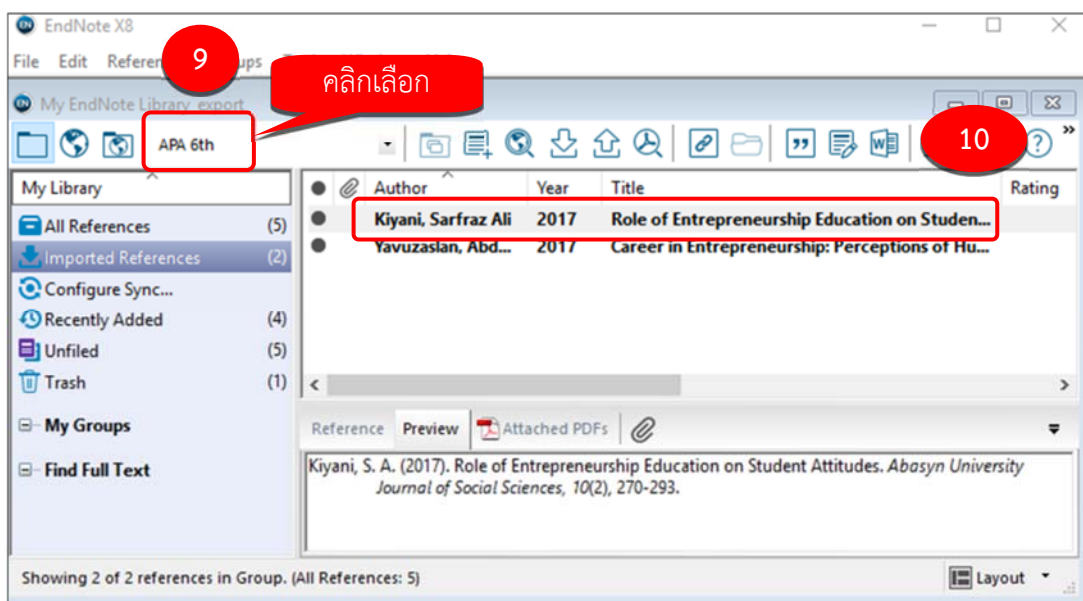 EndNote X8
File Edit Referen ups
9
คลิกเลือก
My EndNote Library_export
APA 6th
10
My Library
Author Year Title Rating
All References (5)
Kiyani, Sarfraz Ali 2017 Role of Entrepreneurship Education on Studen...
Imported References (2)
Yavuzaslan, Abd... 2017 Career in Entrepreneurship: Perceptions of Hu...
Configure Sync...
Recently Added (4)
Unfiled (5)
Trash (1)
My Groups
Reference Preview Attached PDFs
Find Full Text
Kiyani, S. A. (2017). Role of Entrepreneurship Education on Student Attitudes. Abasyn University
Journal of Social Sciences, 10(2), 270-293.
Showing 2 of 2 references in Group. (All References: 5)
Layout